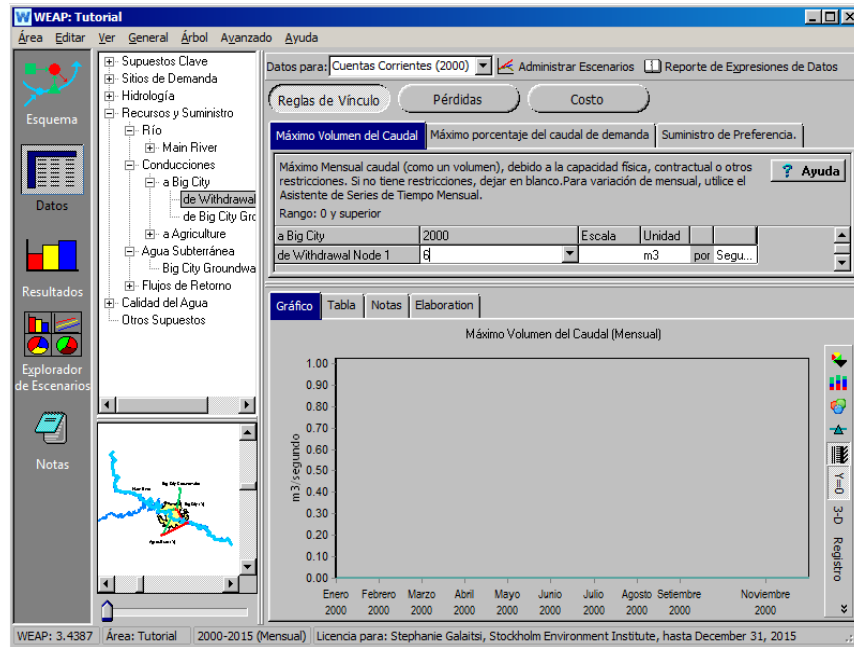 WEAP: Tutorial
Área Editar Ver General Árbol Avanzado Ayuda
Esquema
Datos
Resultados
Explorador
de Escenarios
Notas
Supuestos Clave
Sitios de Demanda
Hidrología
Recursos y Suministro
Río
Main River
Conducciones
a Big City
de Withdrawal
de Big City Grc
a Agriculture
Agua Subterránea
Big City Groundwa
Flujos de Retorno
Calidad del Agua
Otros Supuestos
Datos para: Cuentas Corrientes (2000) Administrar Escenarios Reporte de Expresiones de Datos
Reglas de Vínculo Pérdidas Costo
Máximo Volumen del Caudal Máximo porcentaje del caudal de demanda Suministro de Preferencia.
Máximo Mensual caudal (como un volumen), debido a la capacidad física, contractual o otros
restricciones. Si no tiene restricciones, dejar en blanco.Para variación de mensual, utilice el
Asistente de Series de Tiempo Mensual.
Rango: 0 y superior
? Ayuda
a Big City 2000 Escala Unidad
de Withdrawal Node 1 6 m3 por Segu...
Gráfico Tabla Notas Elaboration
Máximo Volumen del Caudal (Mensual)
m3/segundo
1.00
0.90
0.80
0.70
0.60
0.50
0.40
0.30
0.20
0.10
0.00
Enero Febrero Marzo Abril Mayo Junio Julio Agosto Setiembre Noviembre
2000 2000 2000 2000 2000 2000 2000 2000 2000 2000
Y=0
3-D
Registro
WEAP: 3.4387 Área: Tutorial 2000-2015 (Mensual) Licencia para: Stephanie Galaitsi, Stockholm Environment Institute, hasta December 31, 2015